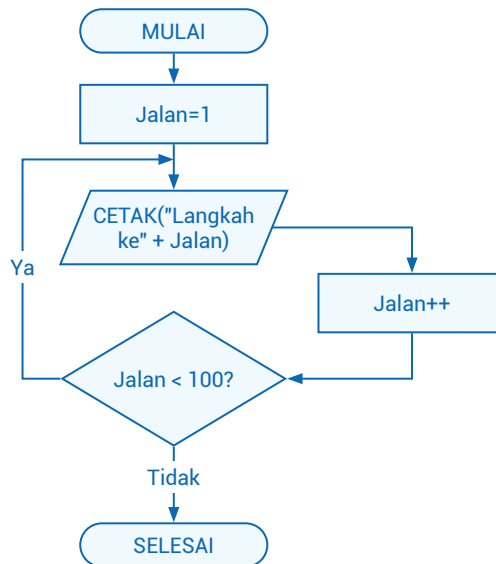 MULAI
Jalan=1
CETAK("Langkah
ke" + Jalan)
Ya
Jalan++
Jalan < 100?
Tidak
SELESAI